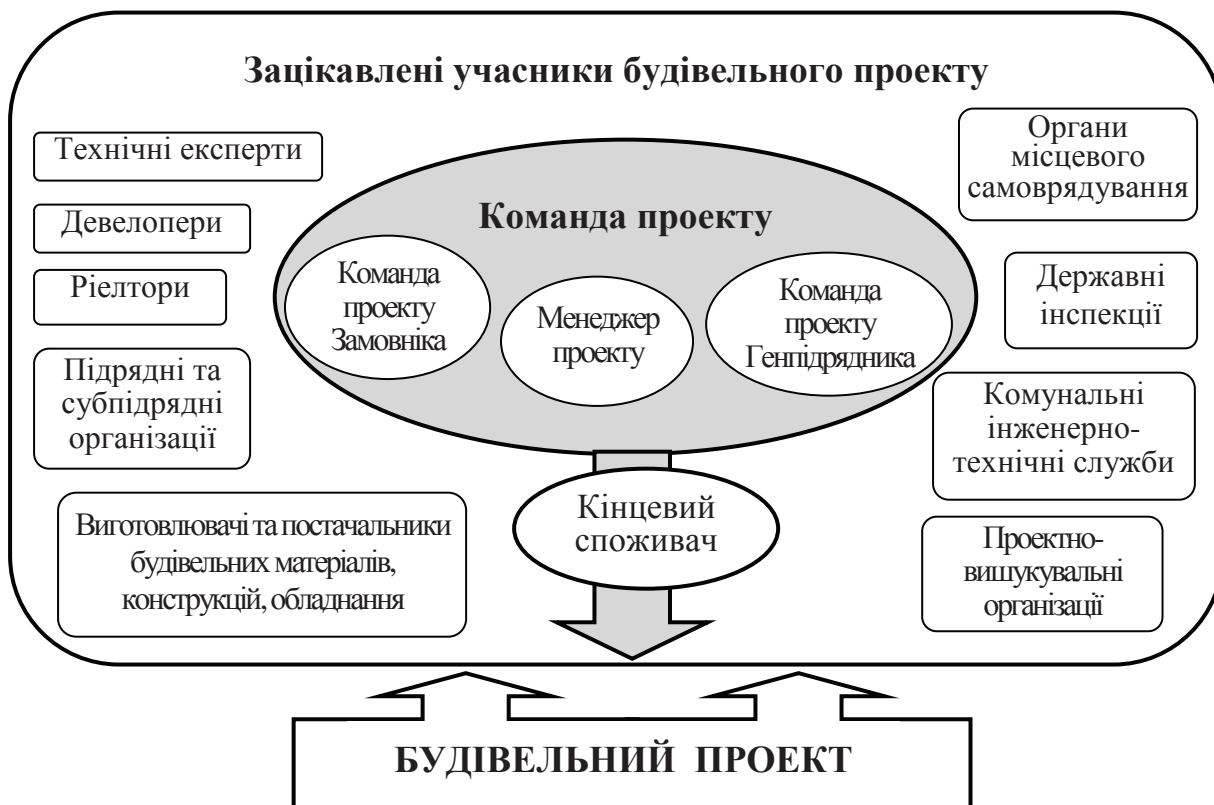 Зацікавлені учасники будівельного проекту
Технічні експерти
Девелопери
Ріелтори
Підрядні та
субпідрядні
організації
Виготовлювачі та постачальники
будівельних матеріалів,
конструкцій, обладнання
Команда проекту
Команда
проекту
Замовніка
Менеджер
проекту
Команда
проекту
Генпідрядника
Кінцевий
споживач
Органи
місцевого
самоврядування
Державні
інспекції
Комунальні
інженерно-
технічні служби
Проектно-
вишукувальні
організації
БУДІВЕЛЬНИЙ ПРОЕКТ